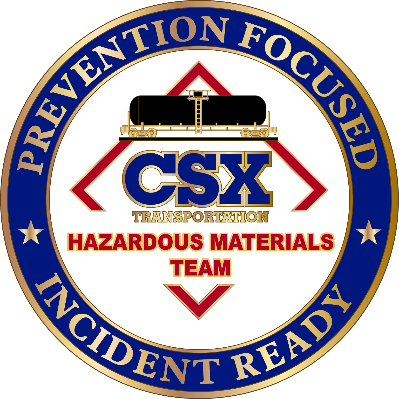 PREVENTION FOCUSED
CSX
TRANSPORTATION
HAZARDOUS MATERIALS
TEAM
INCIDENT READY